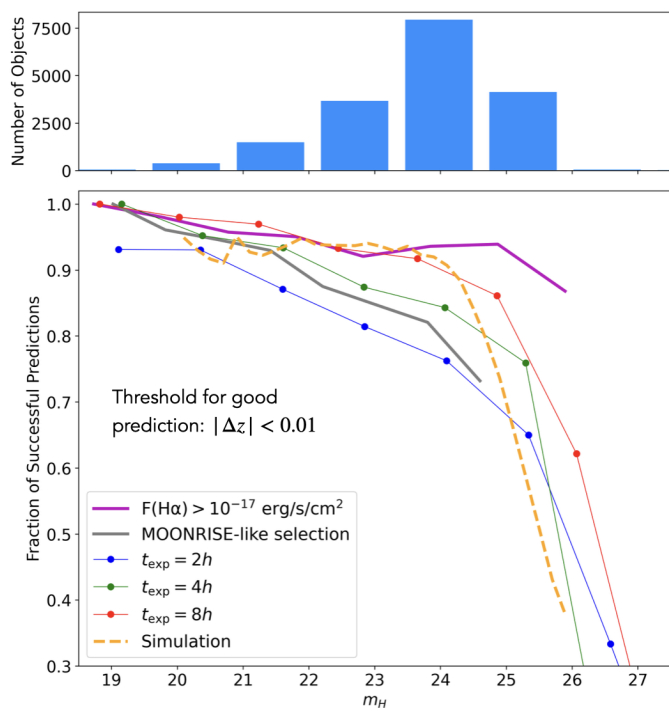 Number of Objects
7500
5000
2500
0
Fraction of Successful Predictions
1.0
0.9
0.8
0.7
0.6
0.5
0.4
0.3
Threshold for good
prediction: |Δz| < 0.01
F(Hα) > 10⁻¹⁷ erg/s/cm²
MOONRISE-like selection
t_exp = 2h
t_exp = 4h
t_exp = 8h
Simulation
19 20 21 22 23 24 25 26 27
m_H